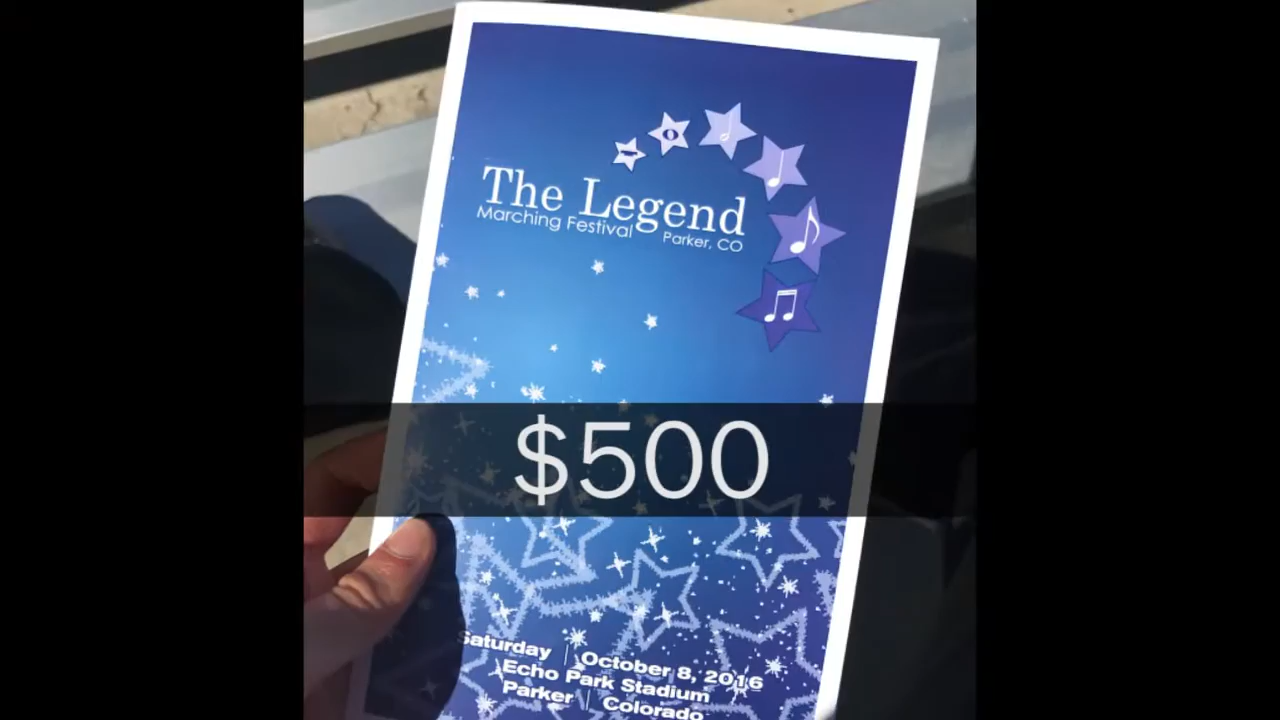 The Legend
Marching Festival Parker, CO
$500
Saturday | October 8, 2016
Echo Park Stadium
Parker | Colorado